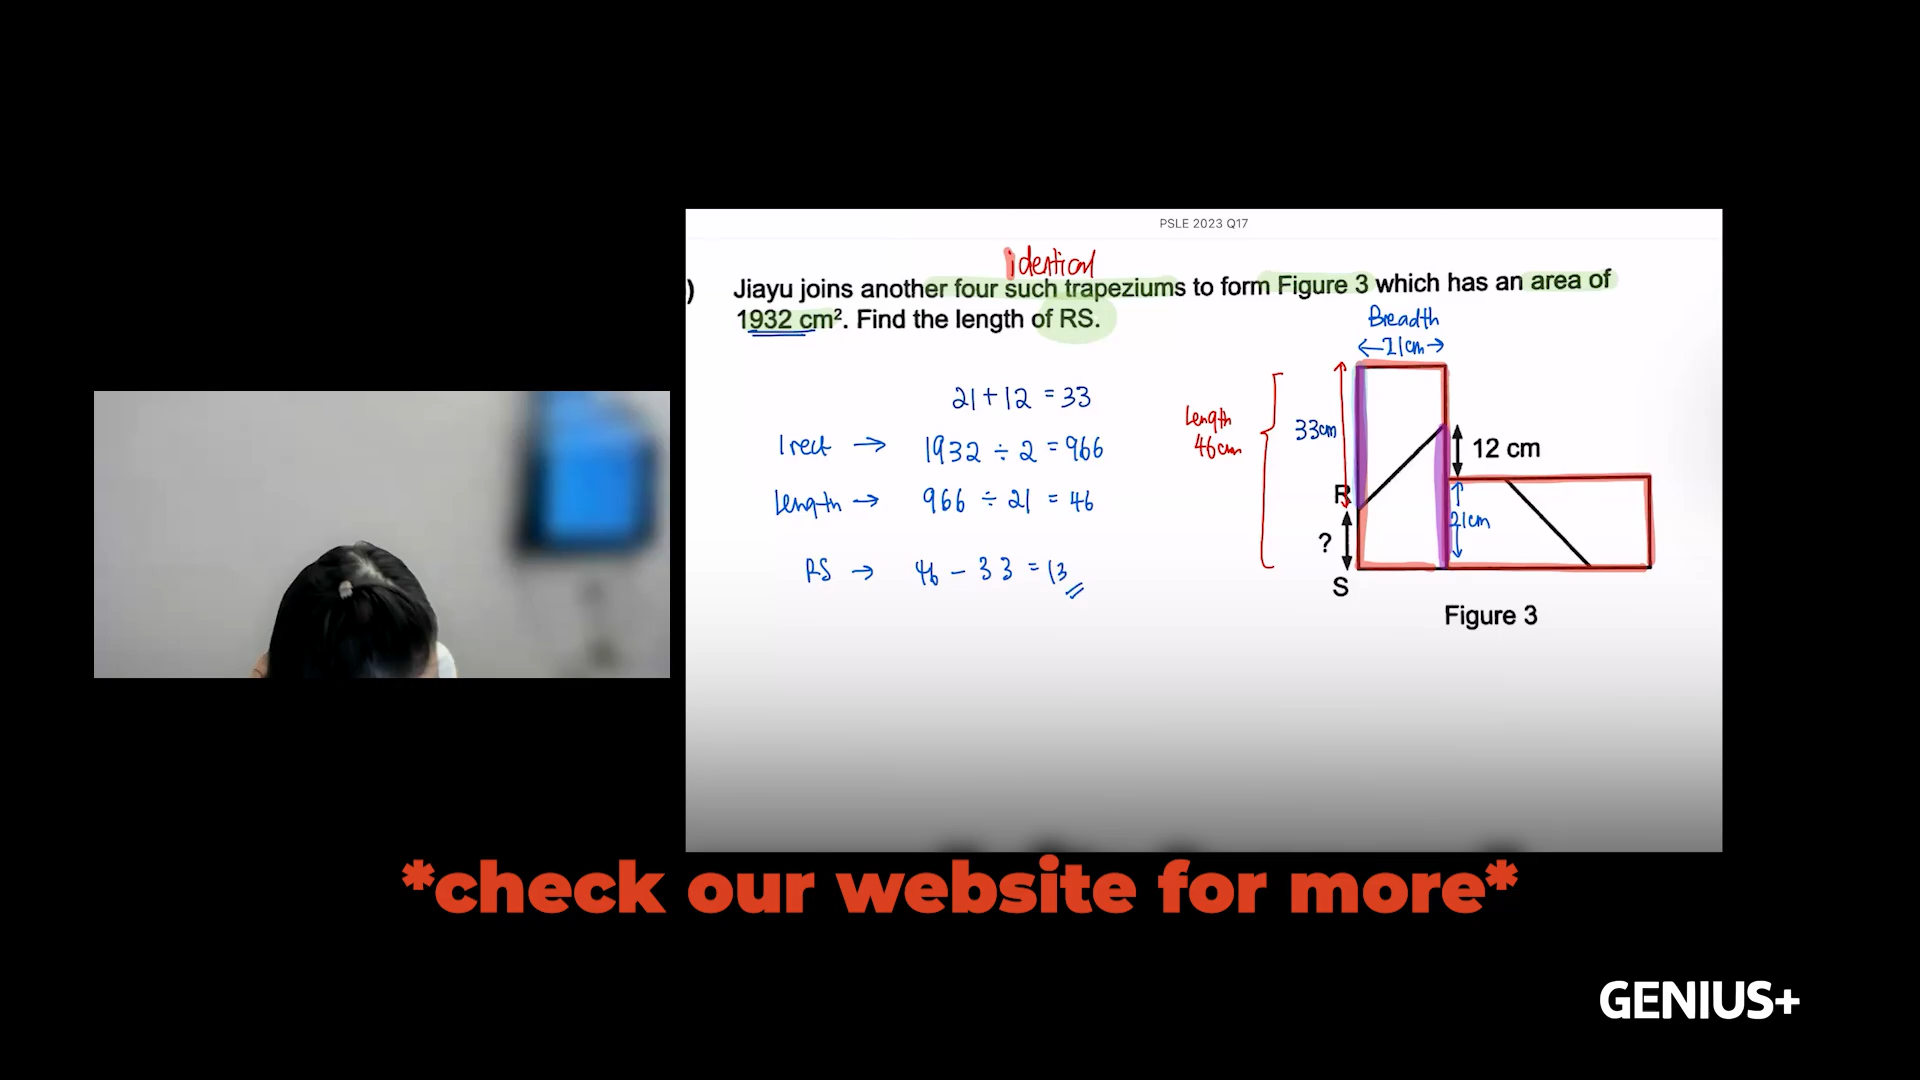 PSLE 2023 Q17
identical
) Jiayu joins another four such trapeziums to form Figure 3 which has an area of
1932 cm². Find the length of RS.
Breadth
←21cm→
21 + 12 = 33
1 rect → 1932 ÷ 2 = 966
length → 966 ÷ 21 = 46
RS → 46 - 33 = 13
Length
46cm
33cm
12 cm
R
21cm
?
S
Figure 3
*check our website for more*
GENIUS+